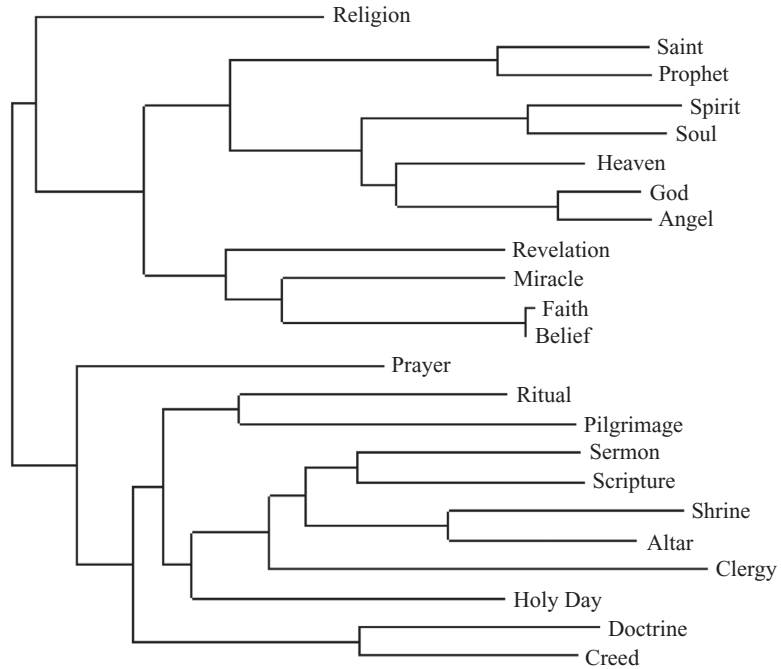 Religion
Saint
Prophet
Spirit
Soul
Heaven
God
Angel
Revelation
Miracle
Faith
Belief
Prayer
Ritual
Pilgrimage
Sermon
Scripture
Shrine
Altar
Clergy
Holy Day
Doctrine
Creed